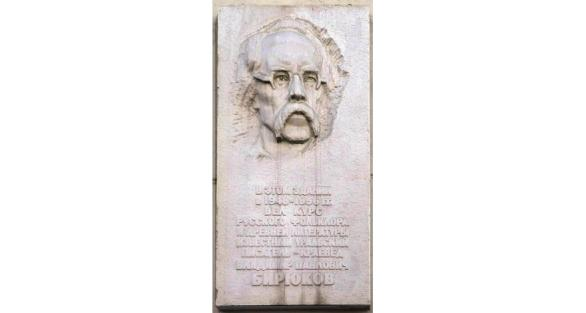 В ЭТОМ ЗДАНИИ
ВЕЛ КУРС
РУССКОГО ФОЛЬКЛОРА
И ДРЕВНЕЙ ЛИТЕРАТУРЫ
ИЗВЕСТНЫЙ УРАЛЬСКИЙ
ПИСАТЕЛЬ-КРАЕВЕД
ВЛАДИМИР ПАВЛОВИЧ
БИРЮКОВ